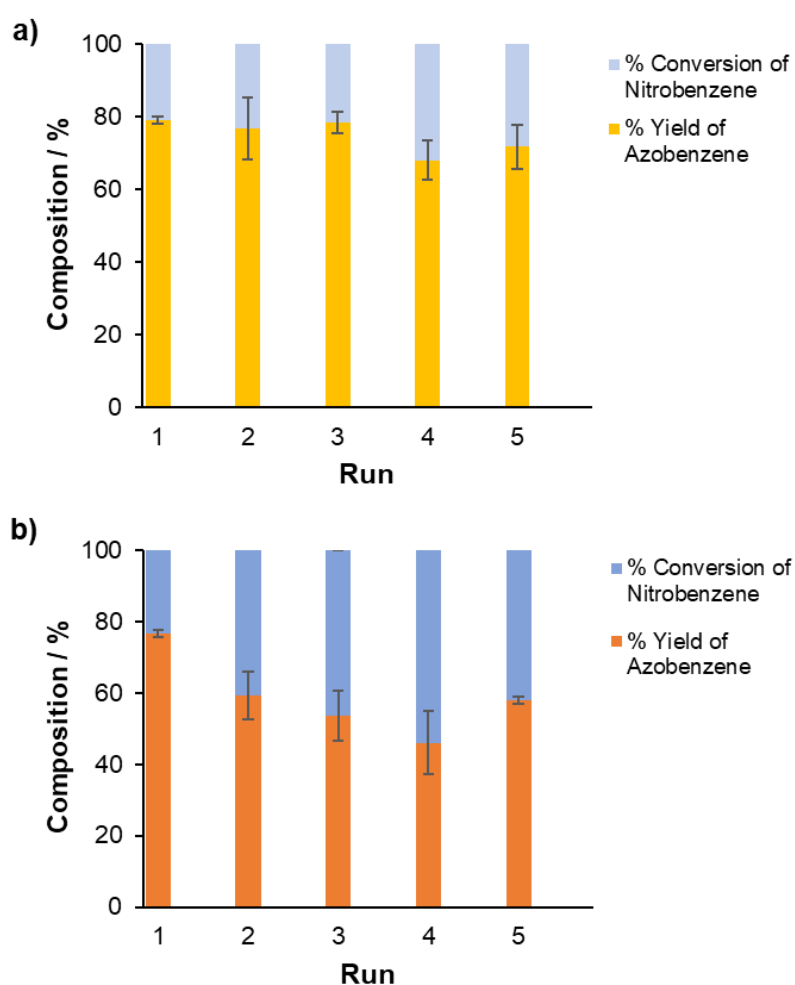 a)
100
80
60
40
20
0
Composition / %
1 2 3 4 5
Run
% Conversion of
Nitrobenzene
% Yield of
Azobenzene
b)
100
80
60
40
20
0
Composition / %
1 2 3 4 5
Run
% Conversion of
Nitrobenzene
% Yield of
Azobenzene